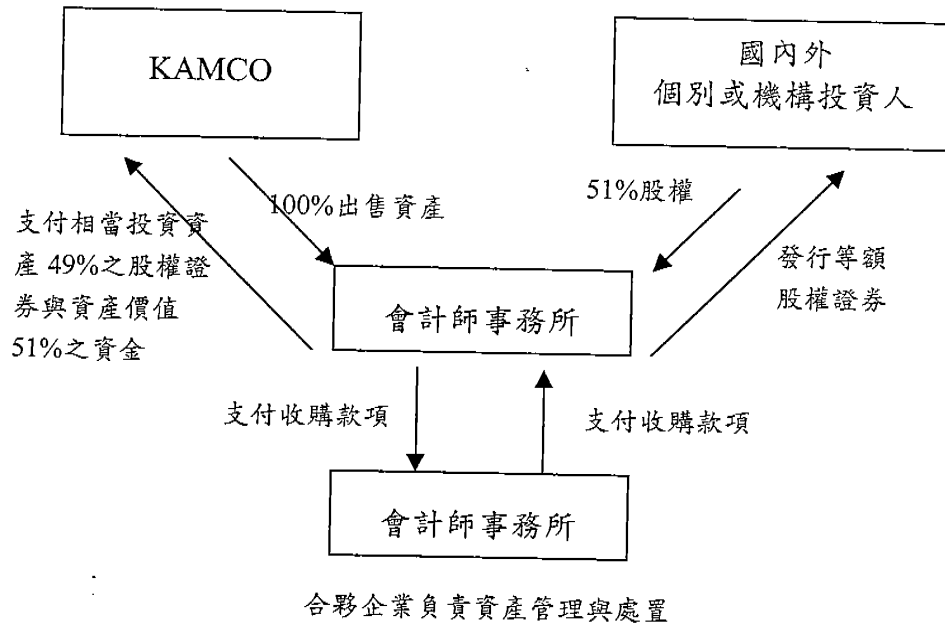 KAMCO
國內外
個別或機構投資人
支付相當投資資
產 49%之股權證
券與資產價值
51%之資金
100%出售資產
51%股權
發行等額
股權證券
會計師事務所
支付收購款項
支付收購款項
會計師事務所
合夥企業負責資產管理與處置